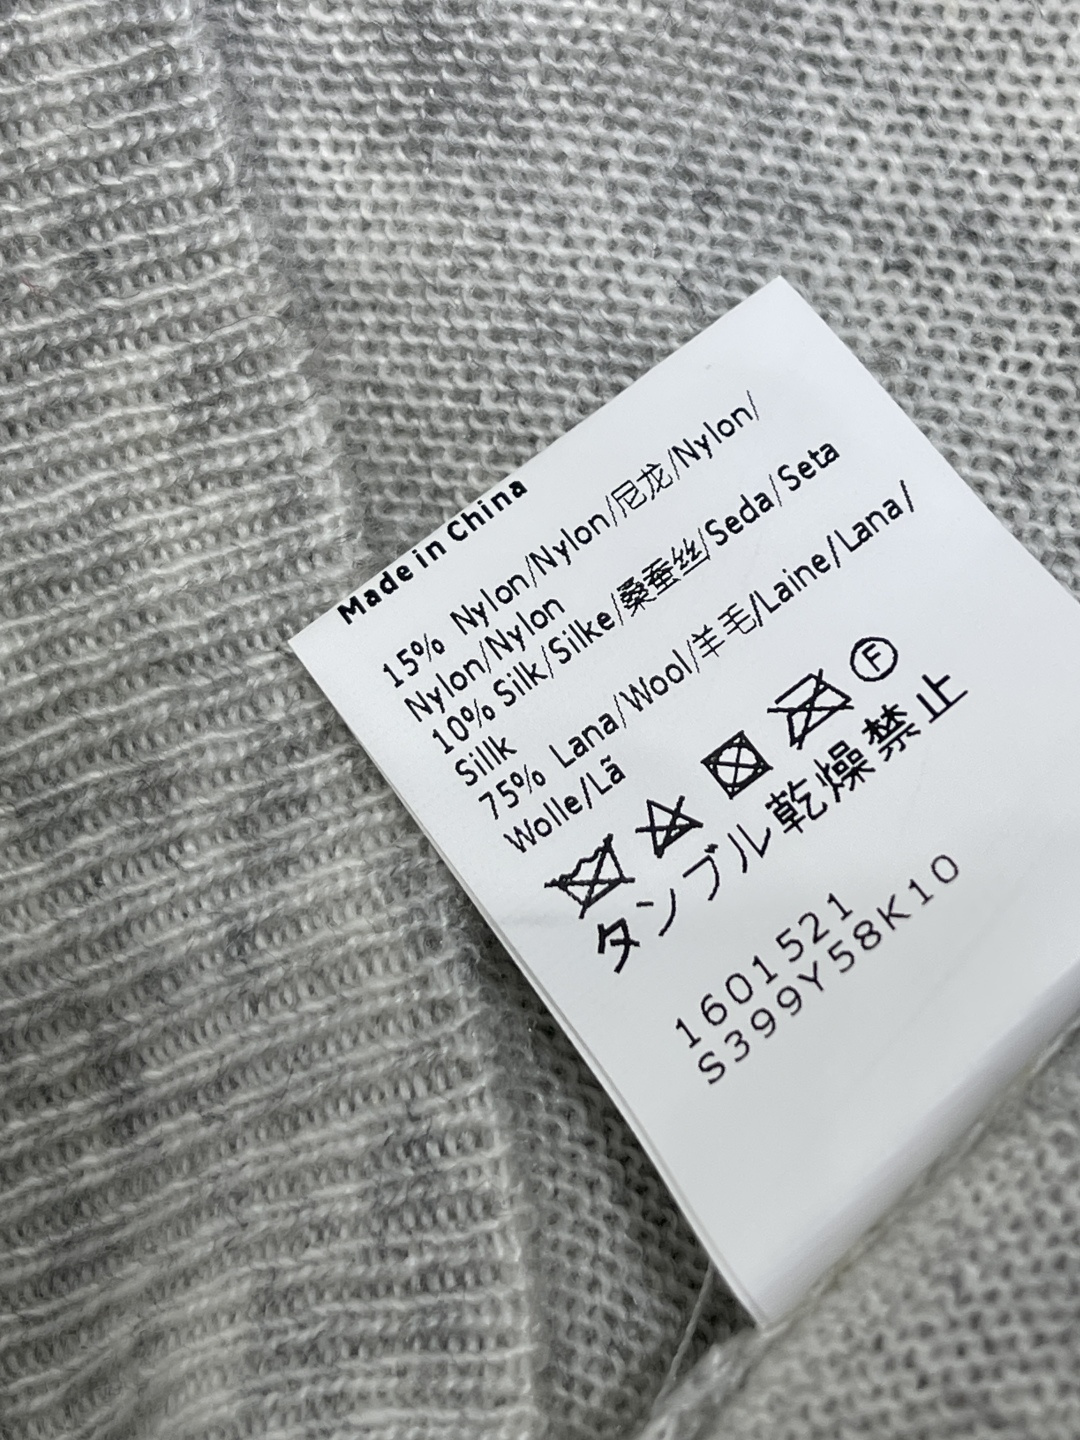 Made in China
15% Nylon/Nylon/尼龙/Nylon/
Nylon/Nylon
10% Silk/Silke/桑蚕丝/Seda/Seta
Sillk
75% Lana/Wool/羊毛/Laine/Lana/
Wolle/Lã
F
タンブル乾燥禁止
1601521
S399Y58K10